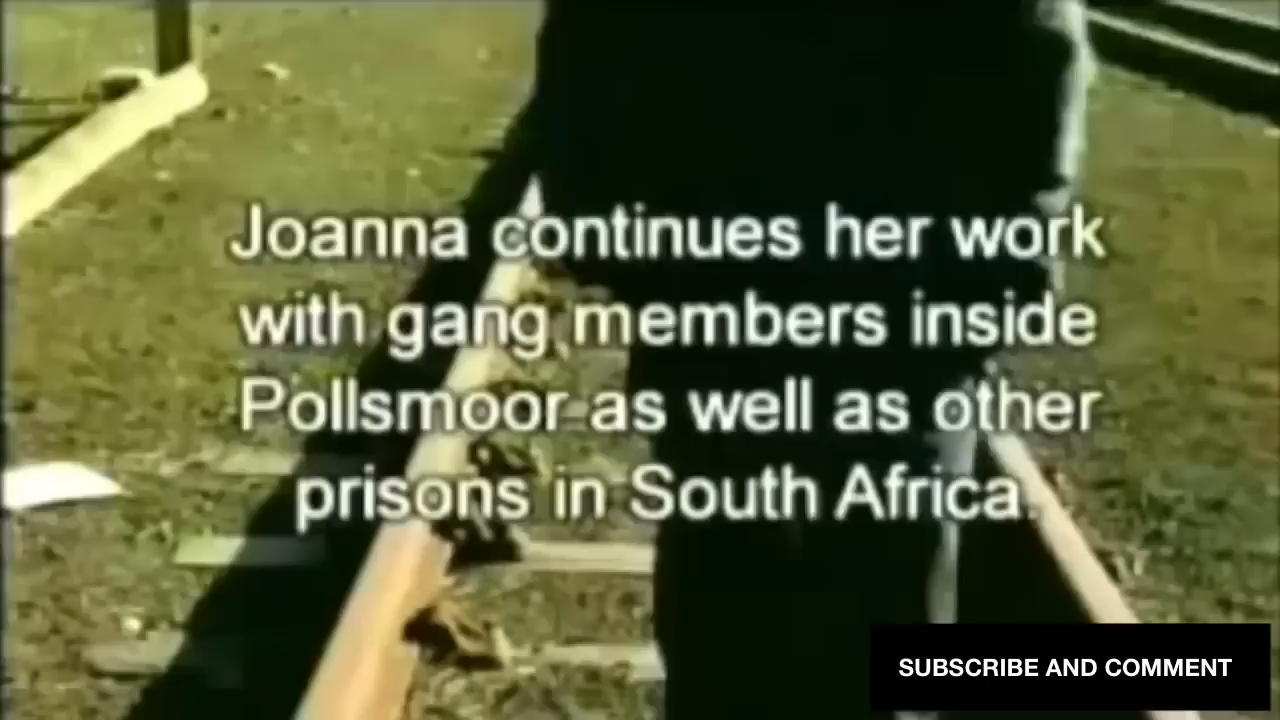 Joanna continues her work
with gang members inside
Pollsmoor as well as other
prisons in South Africa.
SUBSCRIBE AND COMMENT